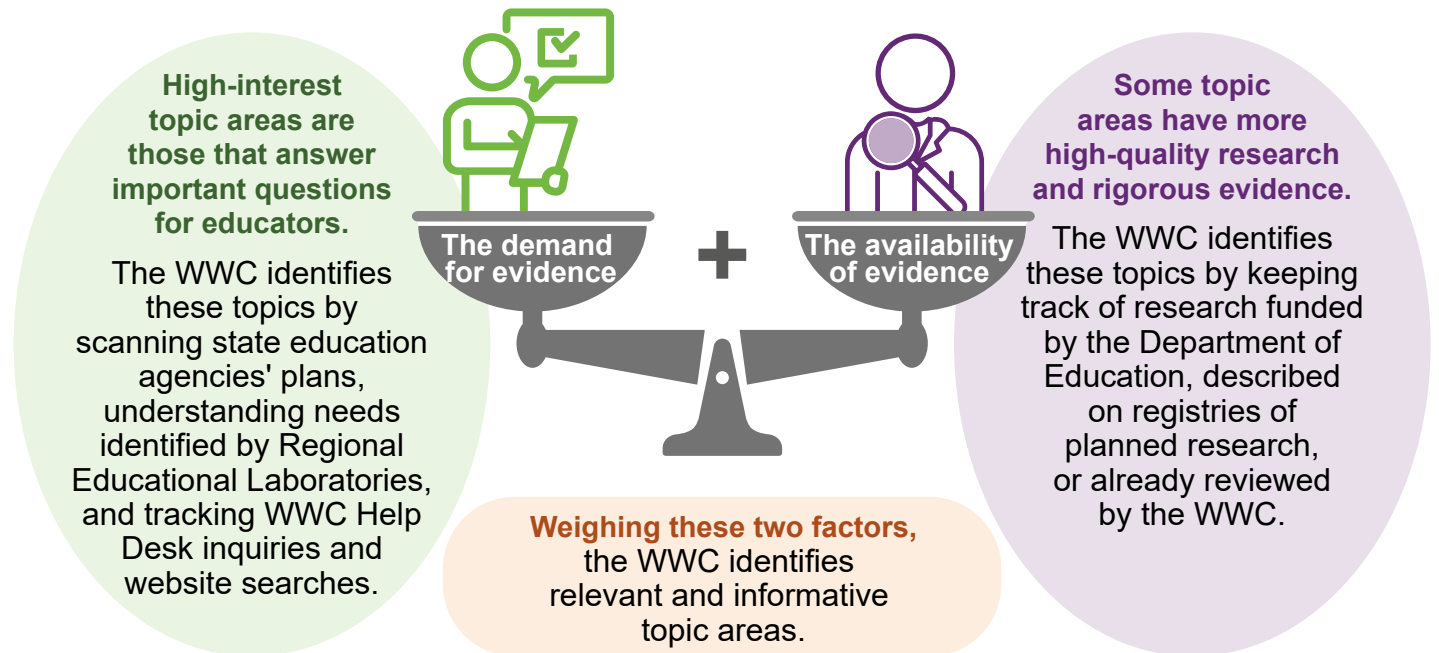 High-interest
topic areas are
those that answer
important questions
for educators.
The WWC identifies
these topics by
scanning state education
agencies' plans,
understanding needs
identified by Regional
Educational Laboratories,
and tracking WWC Help
Desk inquiries and
website searches.
The demand
for evidence
+
The availability
of evidence
Some topic
areas have more
high-quality research
and rigorous evidence.
The WWC identifies
these topics by keeping
track of research funded
by the Department of
Education, described
on registries of
planned research,
or already reviewed
by the WWC.
Weighing these two factors,
the WWC identifies
relevant and informative
topic areas.